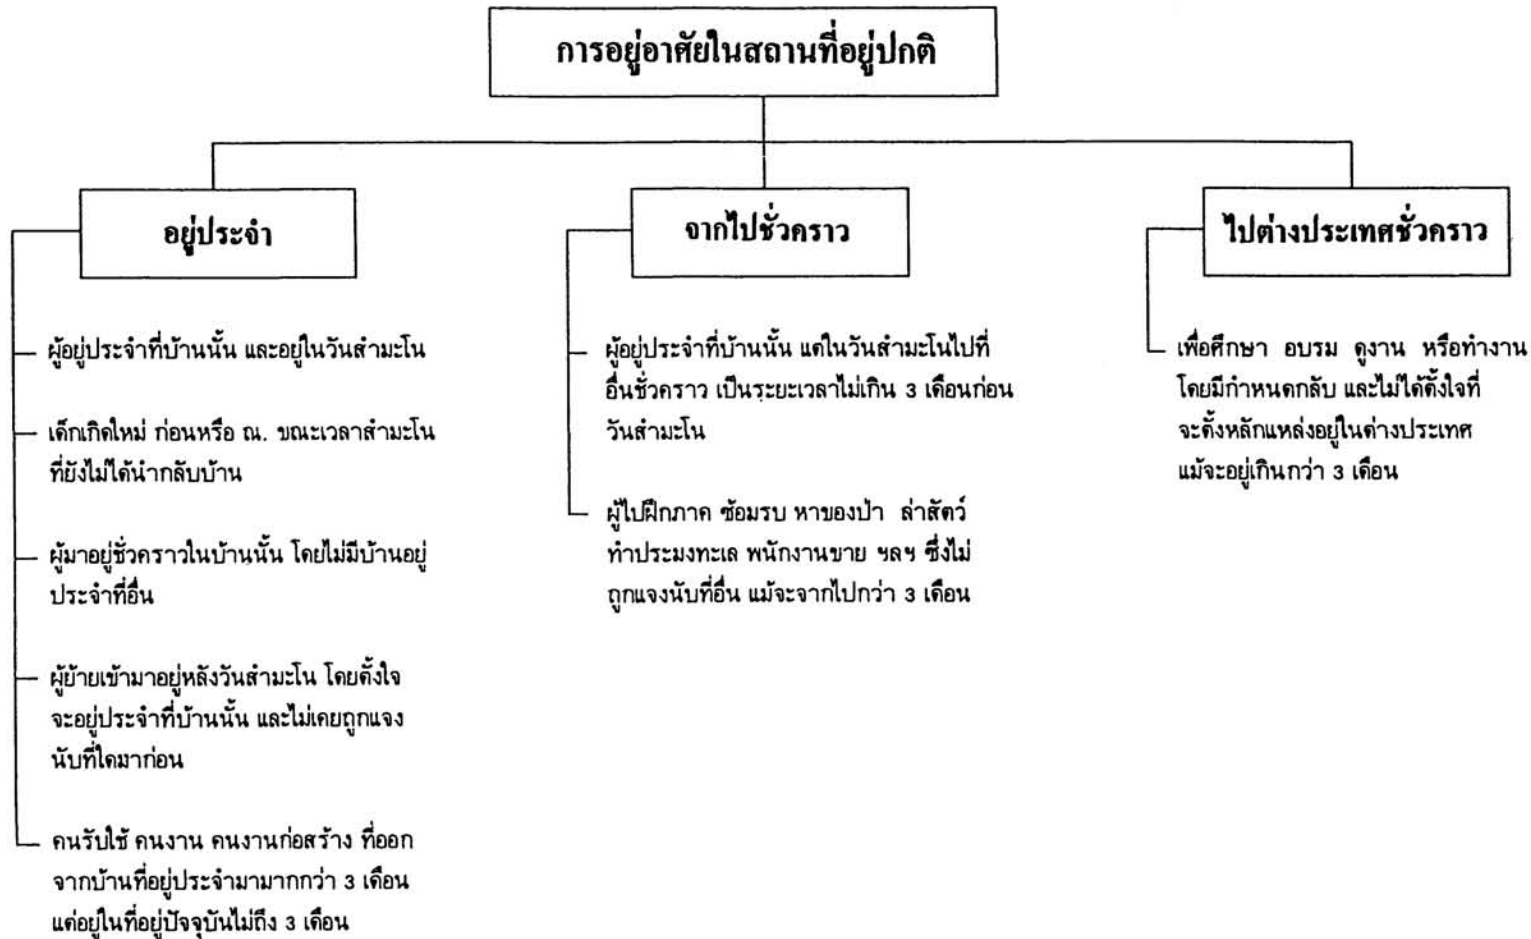 การอยู่อาศัยในสถานที่อยู่ปกติ
อยู่ประจำ
ผู้อยู่ประจำที่บ้านนั้น และอยู่ในวันสำมะโน
เด็กเกิดใหม่ ก่อนหรือ ณ. ขณะเวลาสำมะโน
ที่ยังไม่ได้นำกลับบ้าน
ผู้มาอยู่ชั่วคราวในบ้านนั้น โดยไม่มีบ้านอยู่
ประจำที่อื่น
ผู้ย้ายเข้ามาอยู่หลังวันสำมะโน โดยตั้งใจ
จะอยู่ประจำที่บ้านนั้น และไม่เคยถูกแจง
นับที่ใดมาก่อน
คนรับใช้ คนงาน คนงานก่อสร้าง ที่ออก
จากบ้านที่อยู่ประจำมามากกว่า 3 เดือน
แต่อยู่ในที่อยู่ปัจจุบันไม่ถึง 3 เดือน
จากไปชั่วคราว
ผู้อยู่ประจำที่บ้านนั้น แต่ในวันสำมะโนไปที่
อื่นชั่วคราว เป็นระยะเวลาไม่เกิน 3 เดือนก่อน
วันสำมะโน
ผู้ไปฝึกภาค ซ้อมรบ หาของป่า ล่าสัตว์
ทำประมงทะเล พนักงานขาย ฯลฯ ซึ่งไม่
ถูกแจงนับที่อื่น แม้จะจากไปกว่า 3 เดือน
ไปต่างประเทศชั่วคราว
เพื่อศึกษา อบรม ดูงาน หรือทำงาน
โดยมีกำหนดกลับ และไม่ได้ตั้งใจที่
จะตั้งหลักแหล่งอยู่ในต่างประเทศ
แม้จะอยู่เกินกว่า 3 เดือน